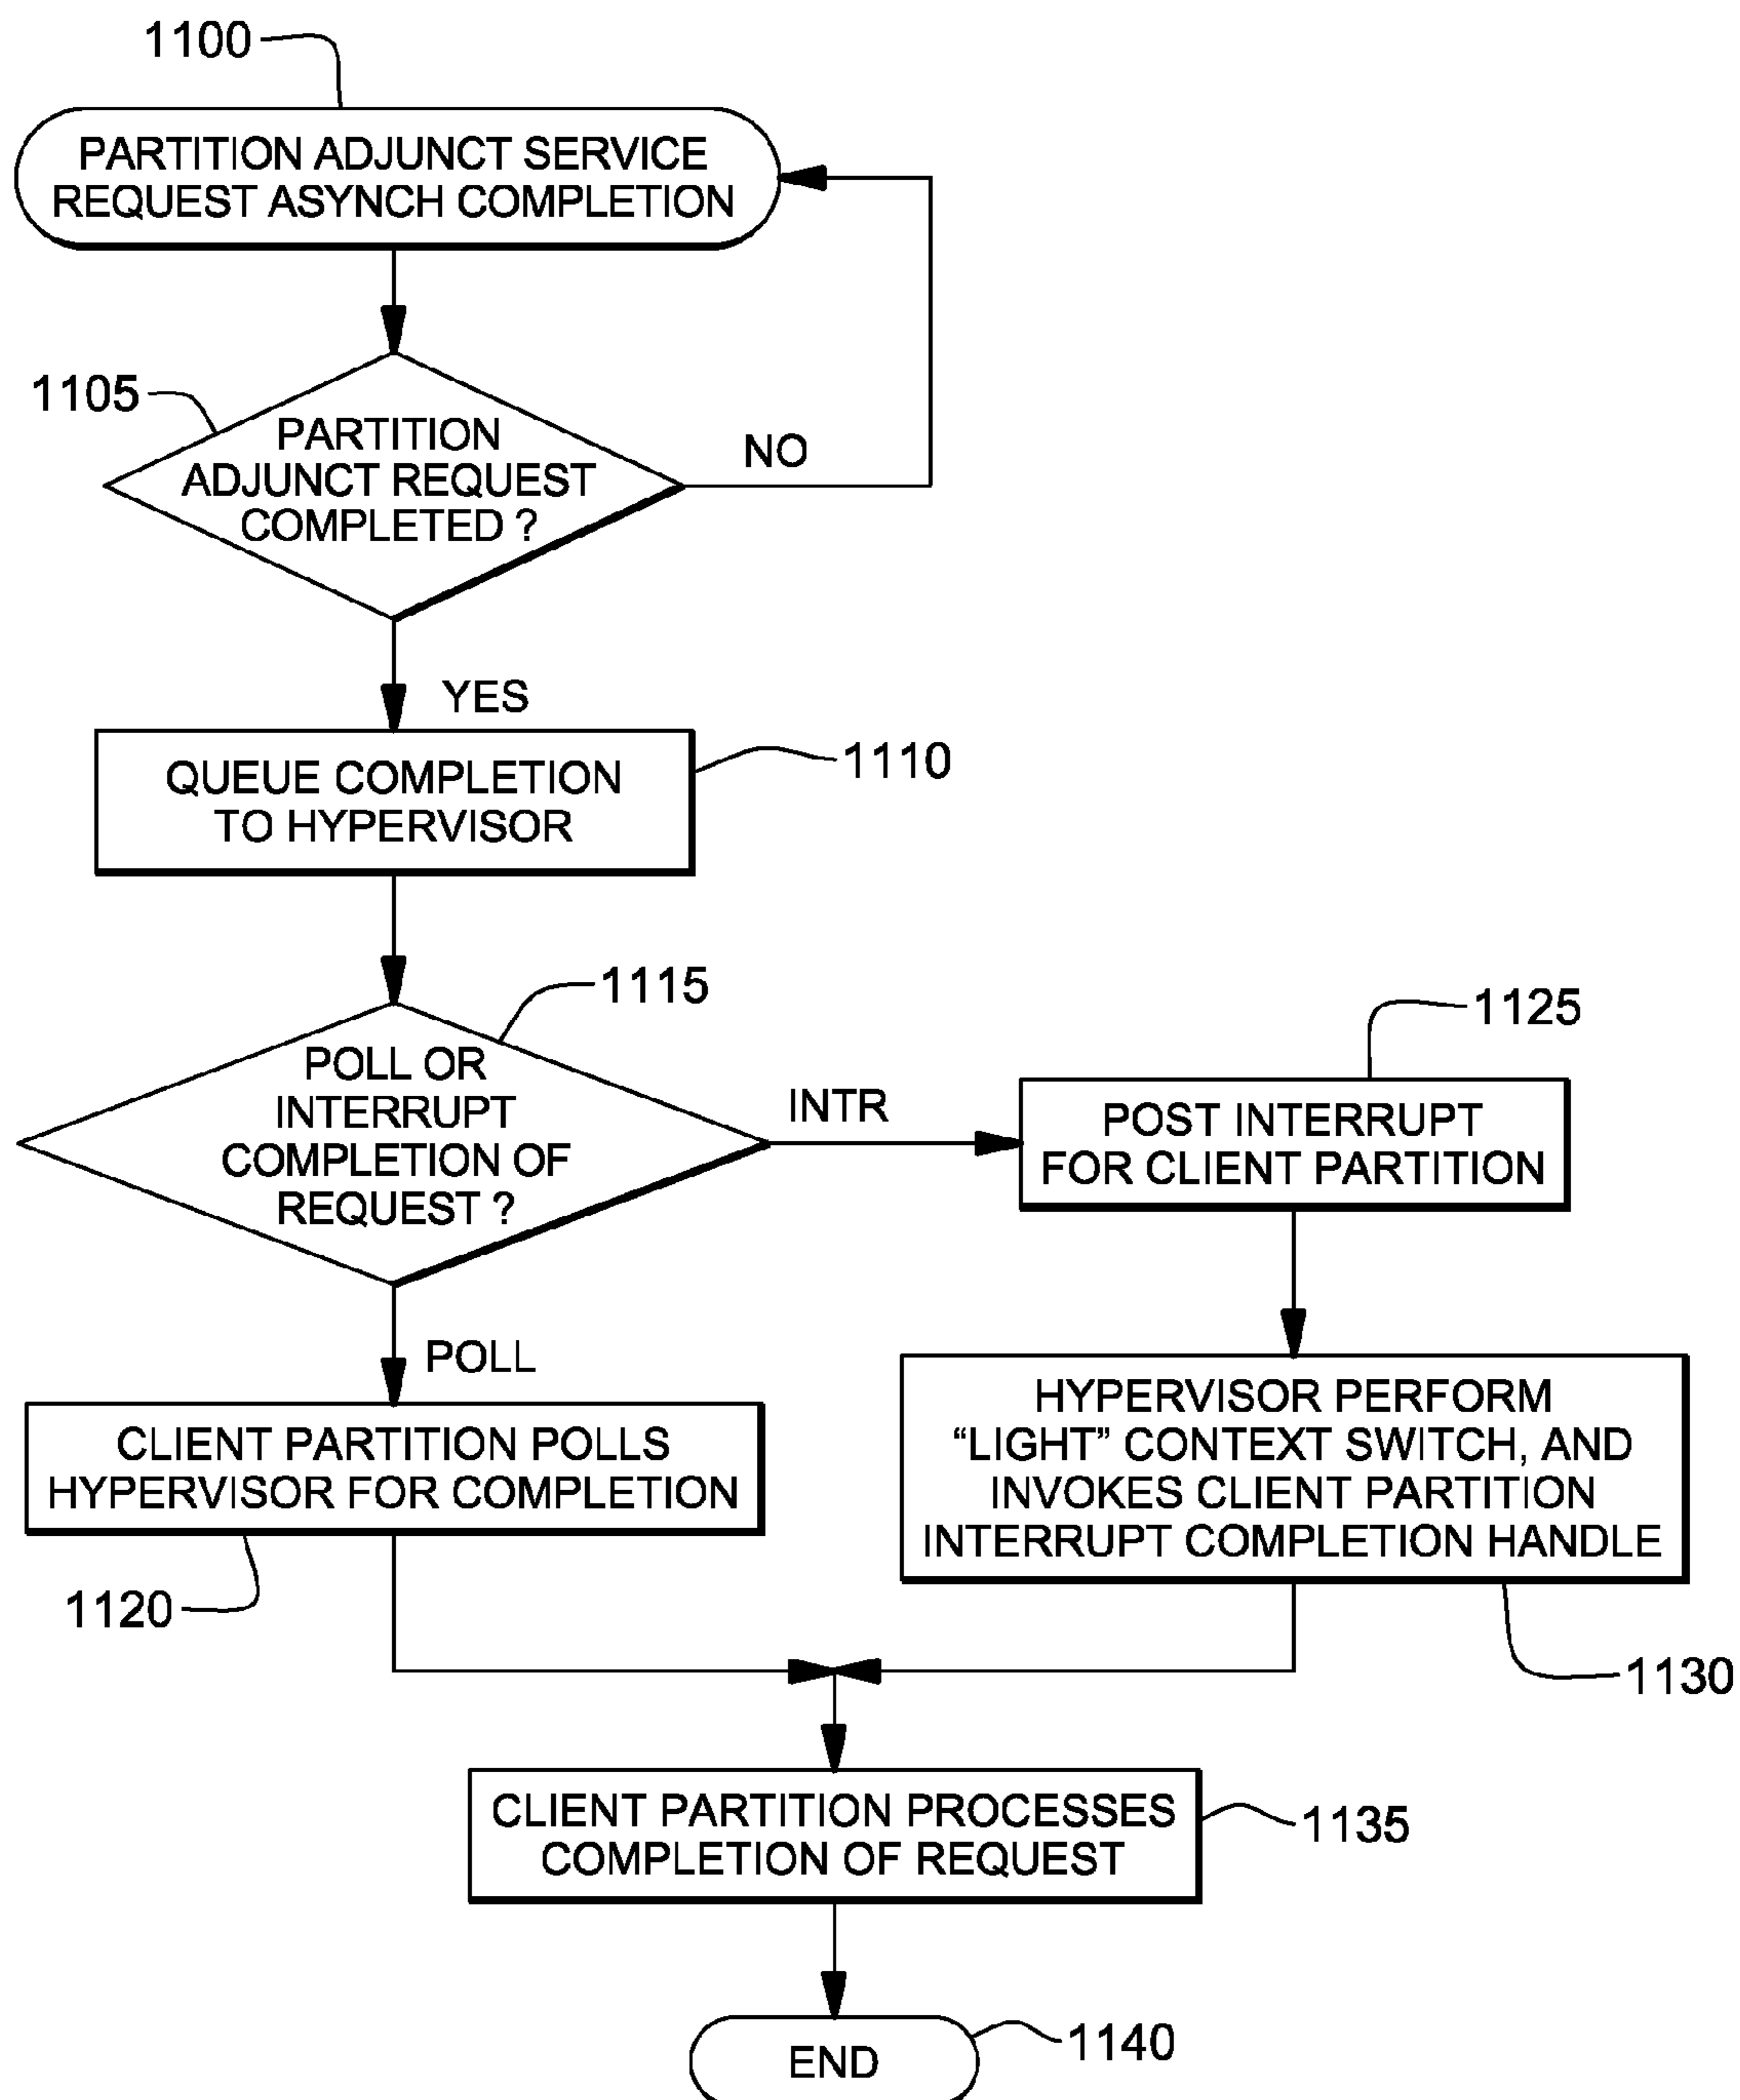 1100
PARTITION ADJUNCT SERVICE
REQUEST ASYNCH COMPLETION
1105
PARTITION
ADJUNCT REQUEST
COMPLETED ?
NO
YES
QUEUE COMPLETION
TO HYPERVISOR
1110
1115
POLL OR
INTERRUPT
COMPLETION OF
REQUEST ?
INTR
1125
POST INTERRUPT
FOR CLIENT PARTITION
POLL
CLIENT PARTITION POLLS
HYPERVISOR FOR COMPLETION
1120
HYPERVISOR PERFORM
“LIGHT” CONTEXT SWITCH, AND
INVOKES CLIENT PARTITION
INTERRUPT COMPLETION HANDLE
1130
CLIENT PARTITION PROCESSES
COMPLETION OF REQUEST
1135
END
1140